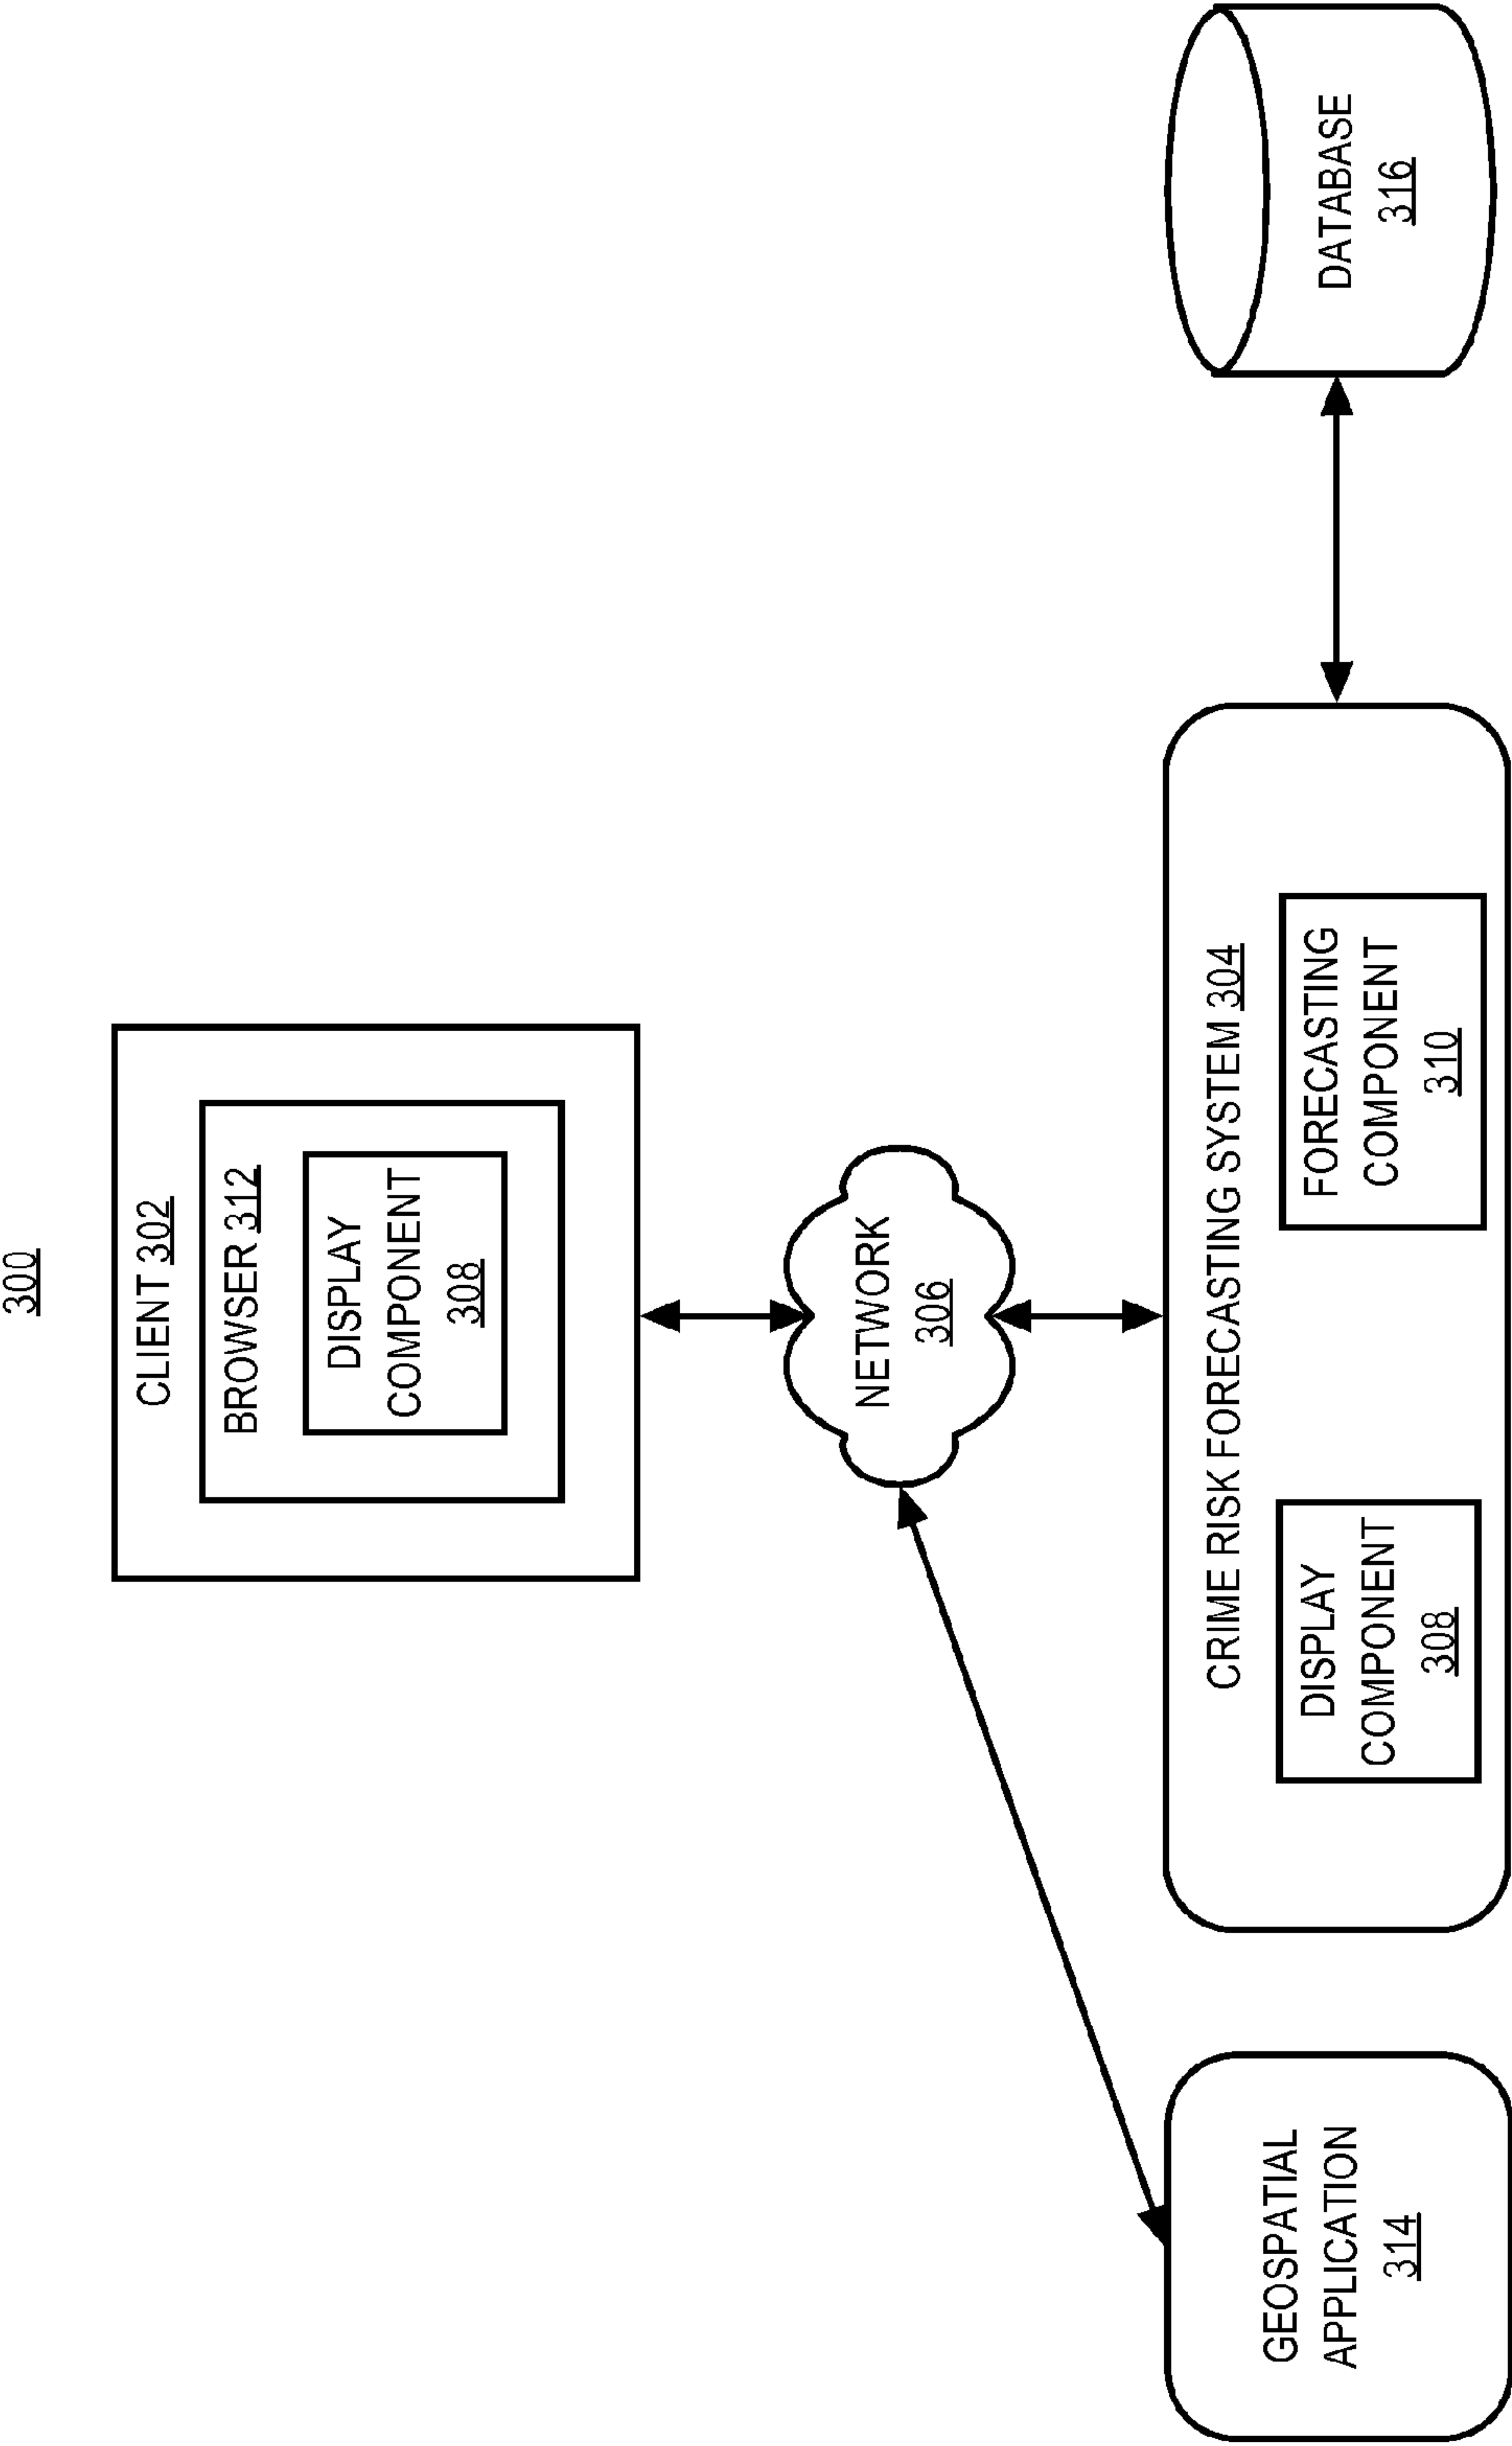 300
CLIENT 302
BROWSER 312
DISPLAY
COMPONENT
308
NETWORK
306
GEOSPATIAL
APPLICATION
314
CRIME RISK FORECASTING SYSTEM 304
DISPLAY
COMPONENT
308
FORECASTING
COMPONENT
310
DATABASE
316